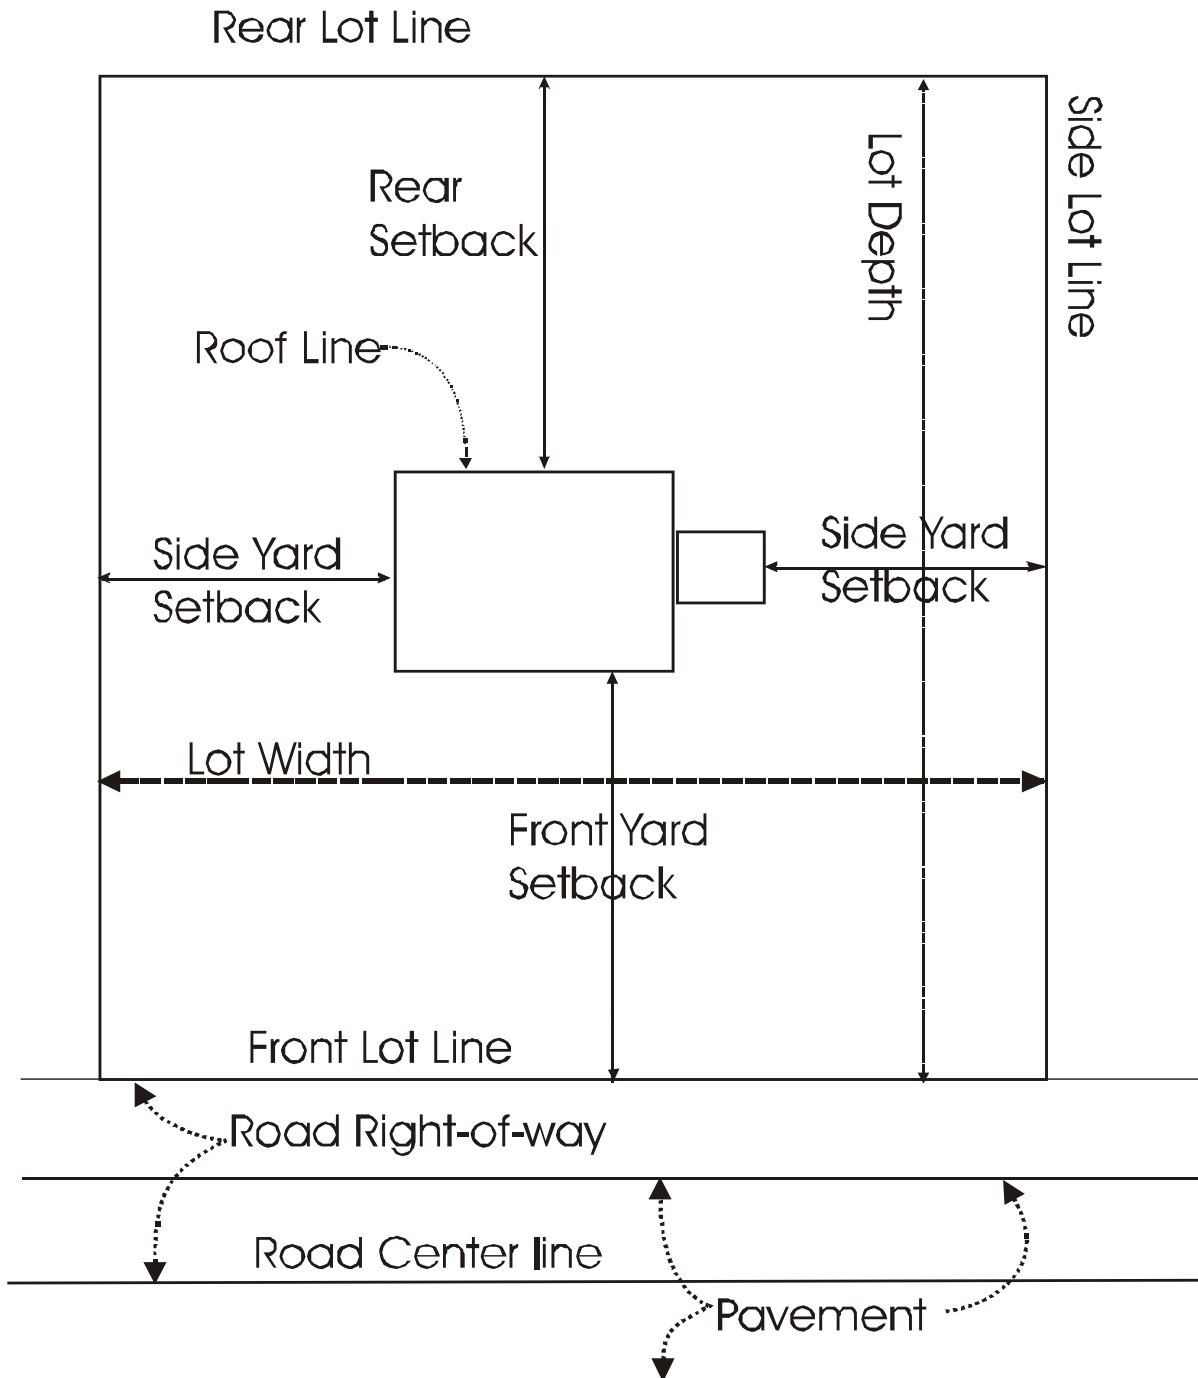 Rear Lot Line
Side Lot Line
Lot Depth
Rear
Setback
Roof Line
Side Yard
Setback
Side Yard
Setback
Lot Width
Front Yard
Setback
Front Lot Line
Road Right-of-way
Road Center line
Pavement